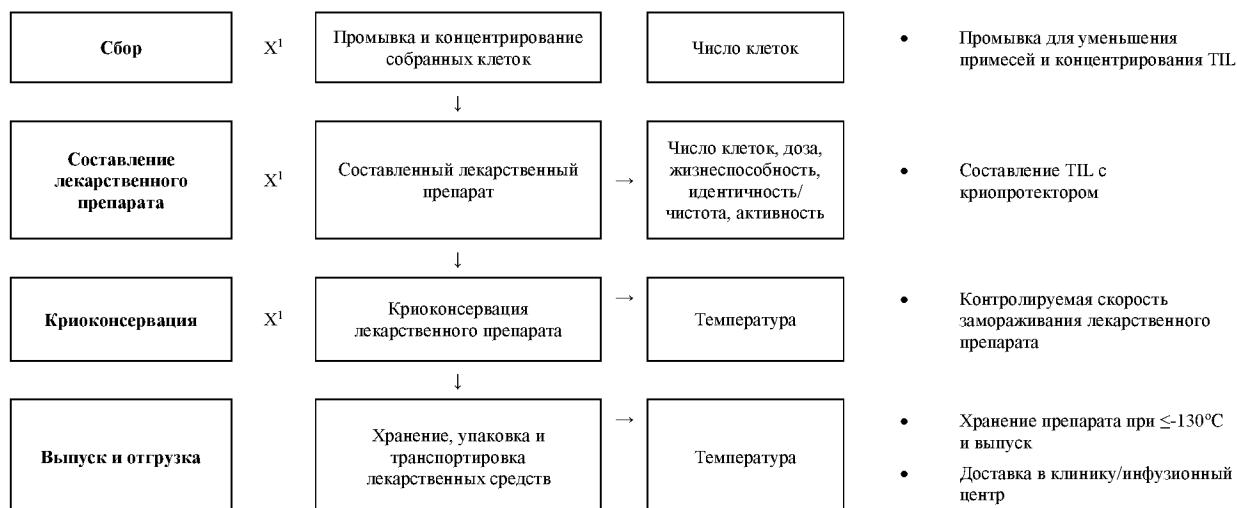 Сбор
X¹
Промывка и концентрирование
собранных клеток
Число клеток
• Промывка для уменьшения
примесей и концентрирования TIL
↓
Составление
лекарственного
препарата
X¹
Составленный лекарственный
препарат
→
Число клеток, доза,
жизнеспособность,
идентичность/
чистота, активность
• Составление TIL с
криопротектором
↓
Криоконсервация
X¹
Криоконсервация
лекарственного препарата
→
Температура
• Контролируемая скорость
замораживания лекарственного
препарата
↓
Выпуск и отгрузка
Хранение, упаковка и
транспортировка
лекарственных средств
→
Температура
• Хранение препарата при ≤-130°C
и выпуск
• Доставка в клинику/инфузионный
центр